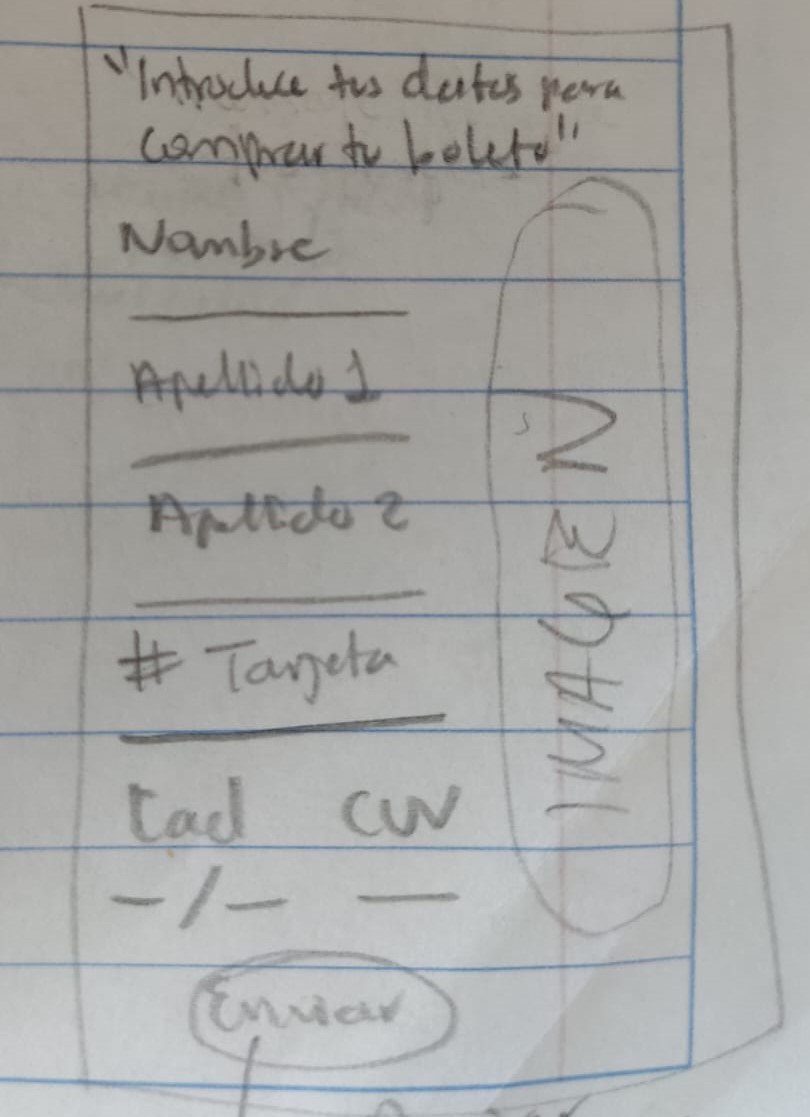 "Introduce tus datos para
comprar tu boleto"
Nombre
Apellido 1
Apellido 2
# Tarjeta
Cad CVV
-/- —
Enviar
IMAGEN